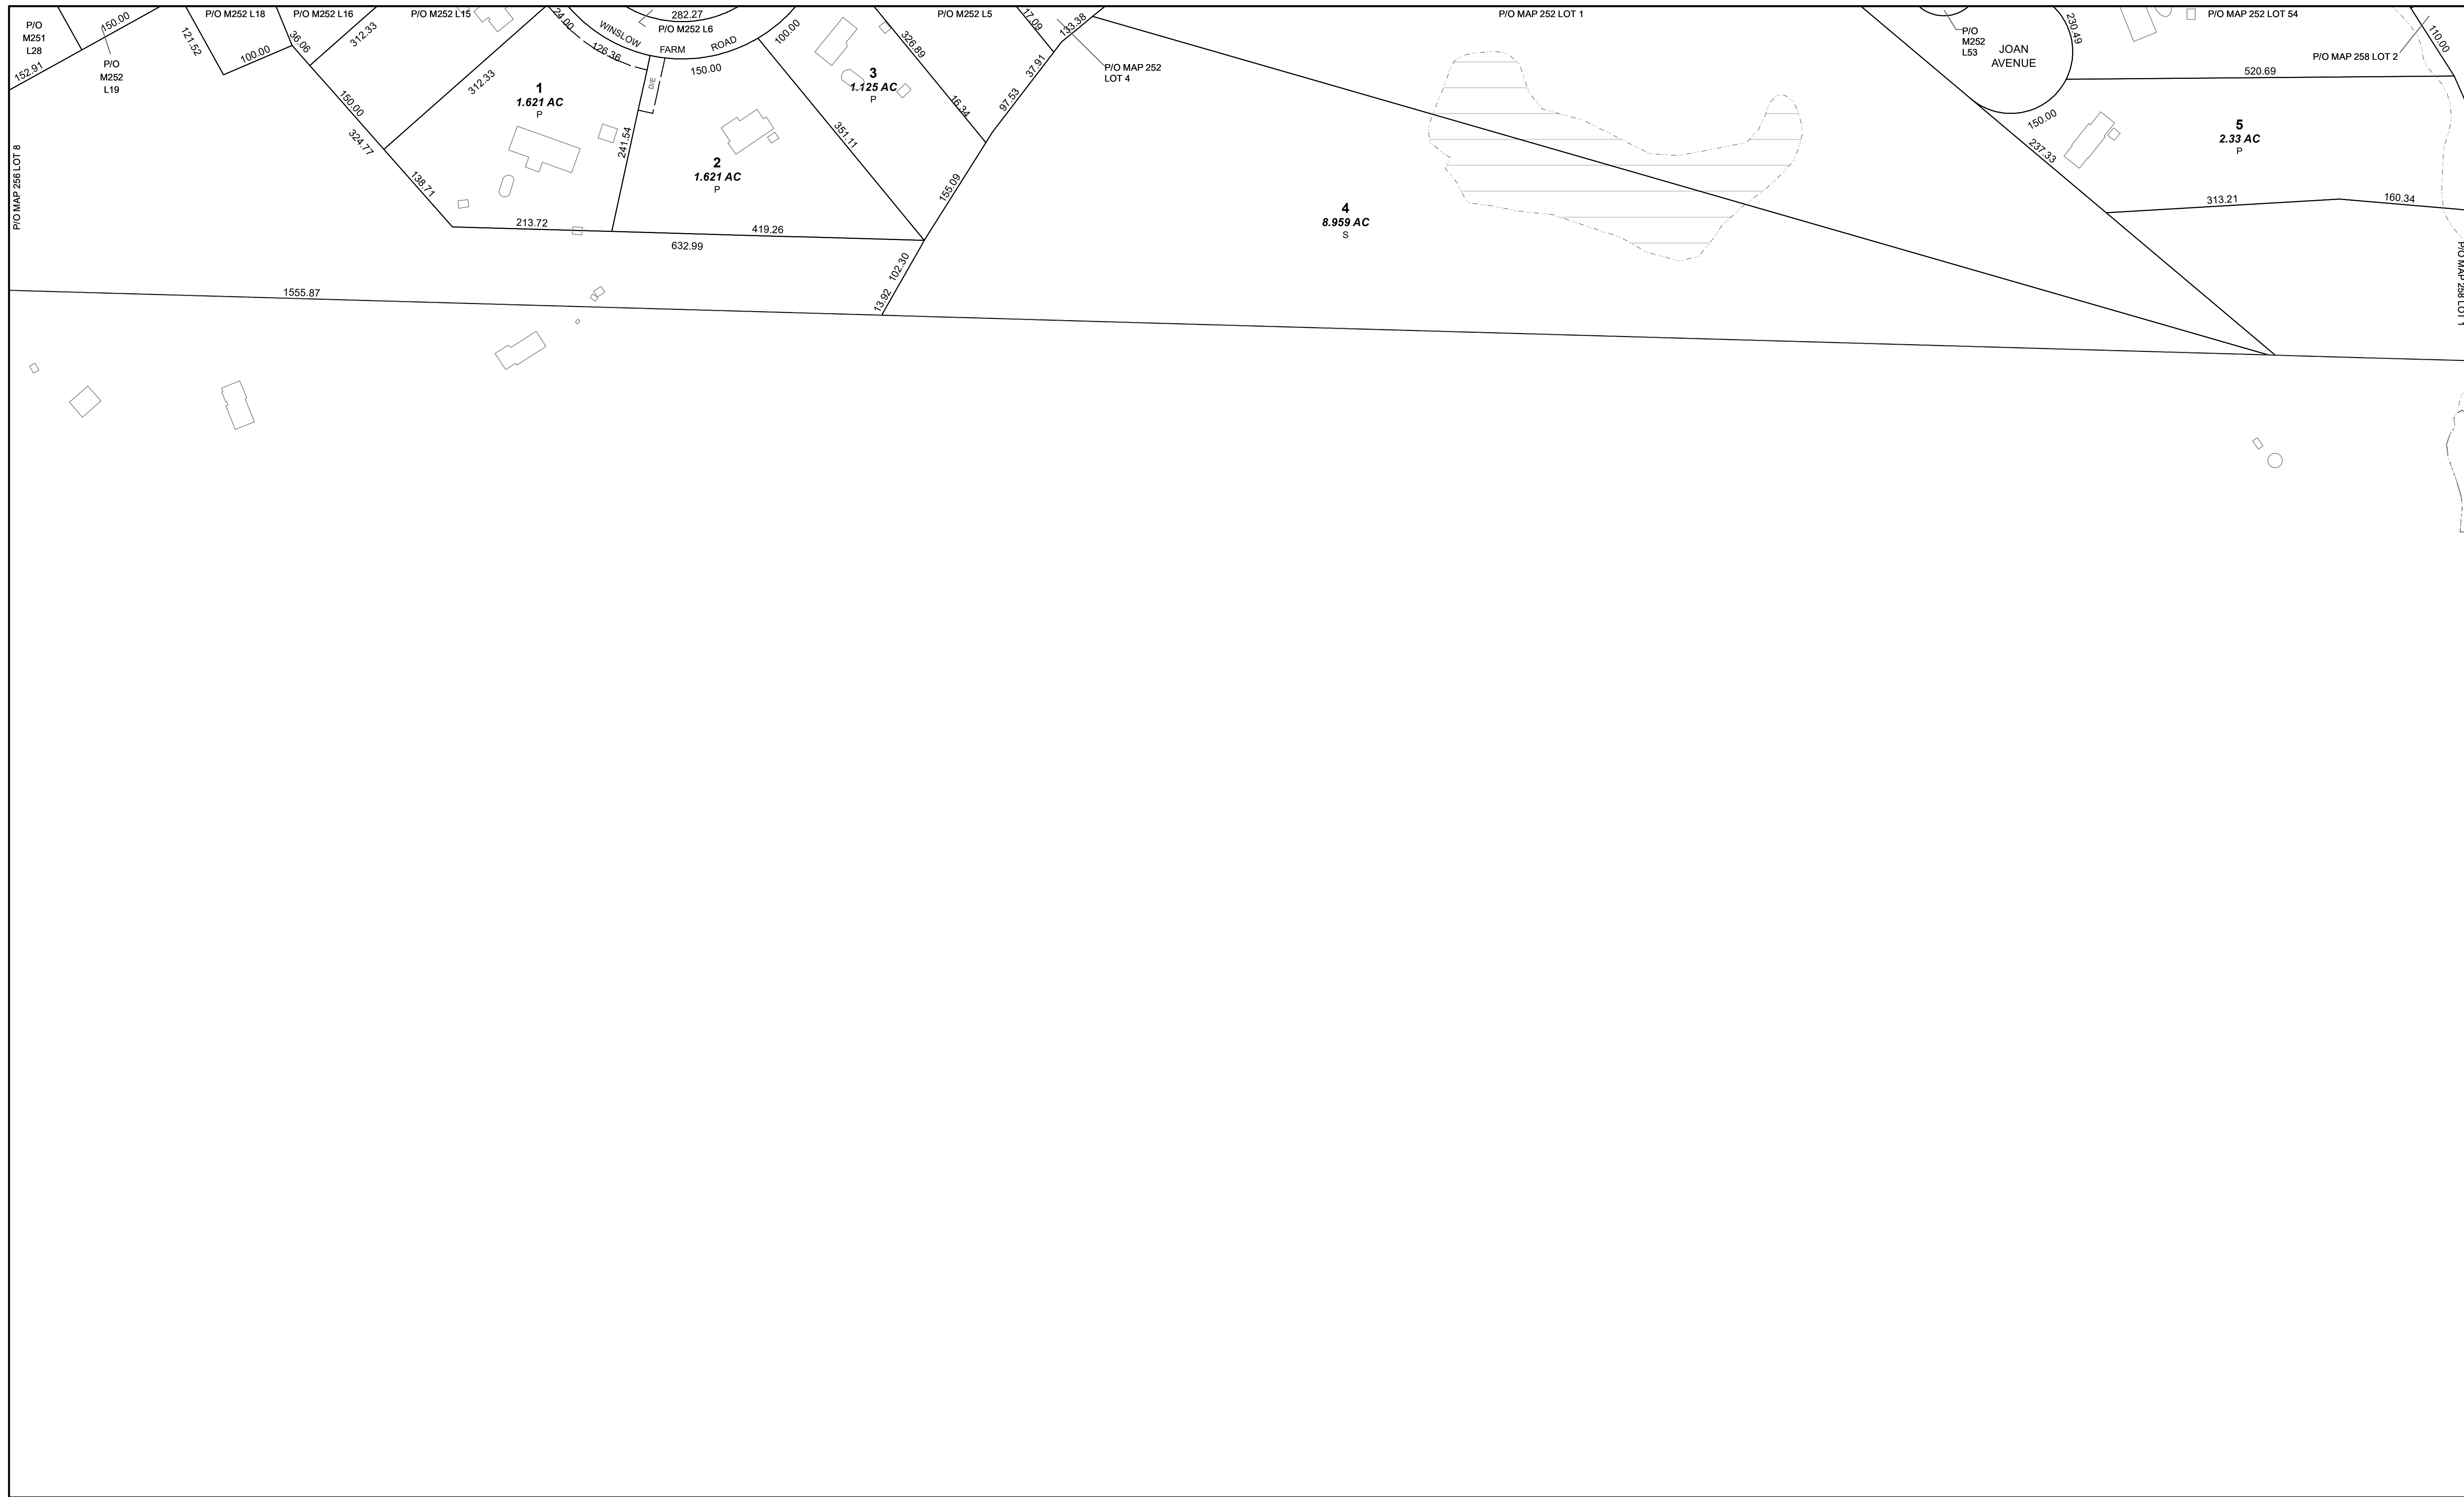 P/O
M251
L28
152.91
150.00
P/O
M252
L19
121.52
P/O M252 L18
100.00
P/O M252 L16
36.06
312.33
P/O M252 L15
150.00
324.77
138.71
312.33
1
1.621 AC
P
24.00
126.36
WINSLOW
FARM
ROAD
282.27
P/O M252 L6
150.00
D/E
241.54
2
1.621 AC
P
100.00
3
1.125 AC
P
351.11
326.89
16.34
P/O M252 L5
17.09
133.38
37.91
97.53
155.09
P/O MAP 252
LOT 4
213.72
419.26
632.99
102.30
13.92
1555.87
P/O MAP 256 LOT 8
4
8.959 AC
S
P/O MAP 252 LOT 1
P/O
M252
L53
JOAN
AVENUE
230.49
150.00
237.33
P/O MAP 252 LOT 54
P/O MAP 258 LOT 2
110.00
520.69
5
2.33 AC
P
313.21
160.34
P/O MAP 258 LOT 1